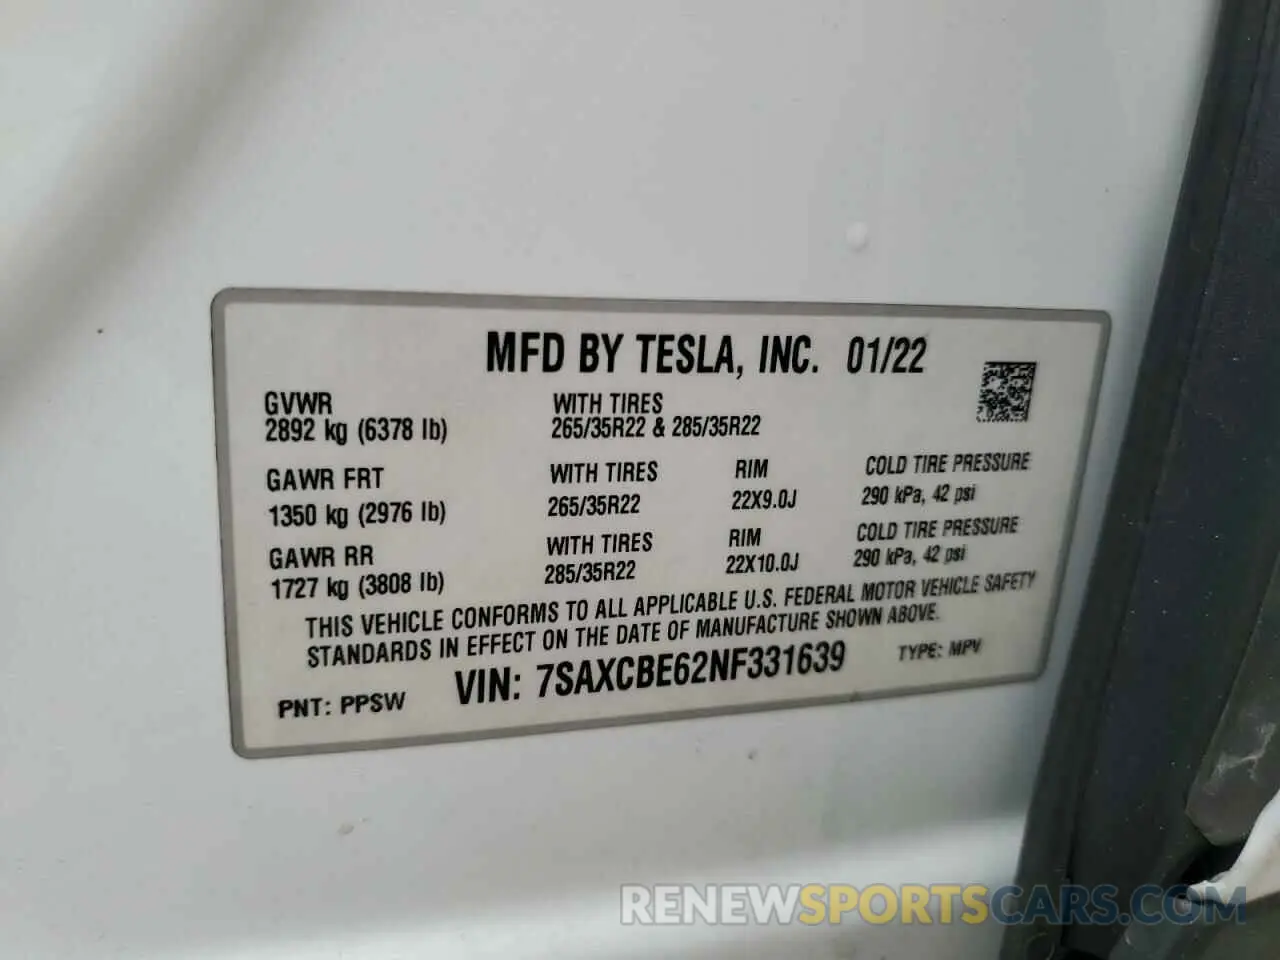 MFD BY TESLA, INC. 01/22
GVWR WITH TIRES
2892 kg (6378 lb) 265/35R22 & 285/35R22
GAWR FRT WITH TIRES RIM COLD TIRE PRESSURE
1350 kg (2976 lb) 265/35R22 22X9.0J 290 kPa, 42 psi
GAWR RR WITH TIRES RIM COLD TIRE PRESSURE
1727 kg (3808 lb) 285/35R22 22X10.0J 290 kPa, 42 psi
THIS VEHICLE CONFORMS TO ALL APPLICABLE U.S. FEDERAL MOTOR VEHICLE SAFETY
STANDARDS IN EFFECT ON THE DATE OF MANUFACTURE SHOWN ABOVE.
PNT: PPSW VIN: 7SAXCBE62NF331639 TYPE: MPV
RENEWSPORTSCARS.COM